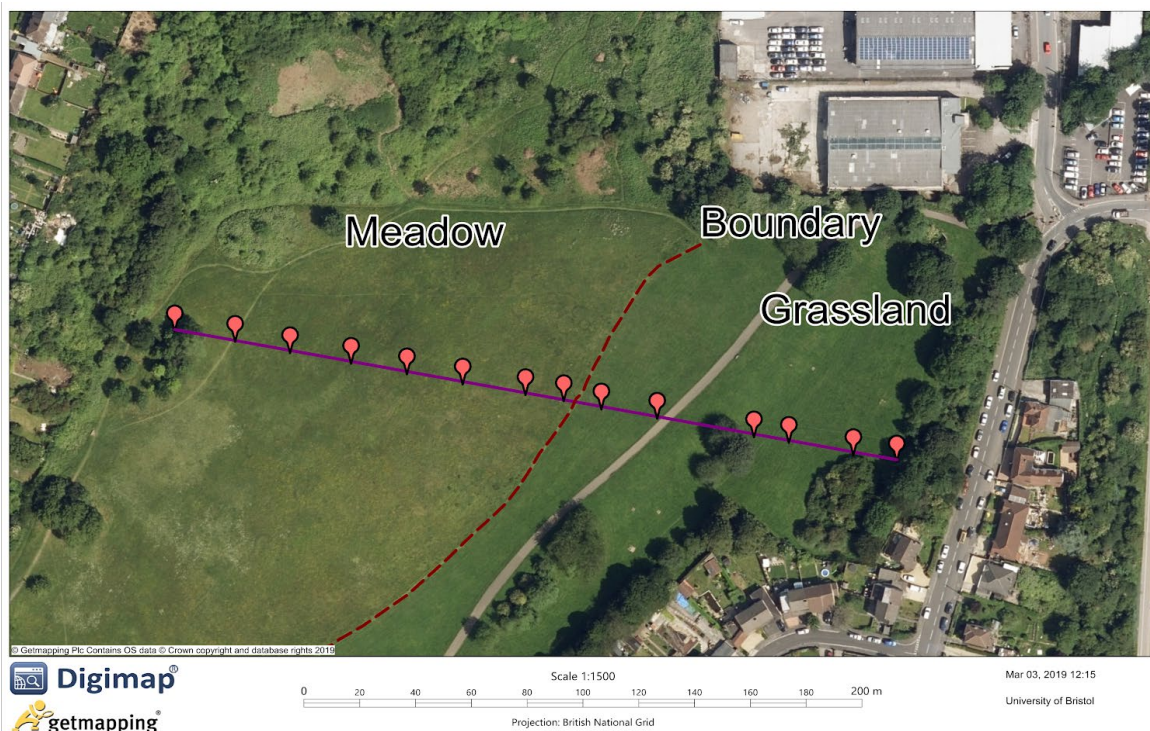 Meadow
Boundary
Grassland
© Getmapping Plc Contains OS data © Crown copyright and database rights 2019
Digimap®
getmapping®
Scale 1:1500
0 20 40 60 80 100 120 140 160 200 m
Projection: British National Grid
Mar 03, 2019 12:15
University of Bristol